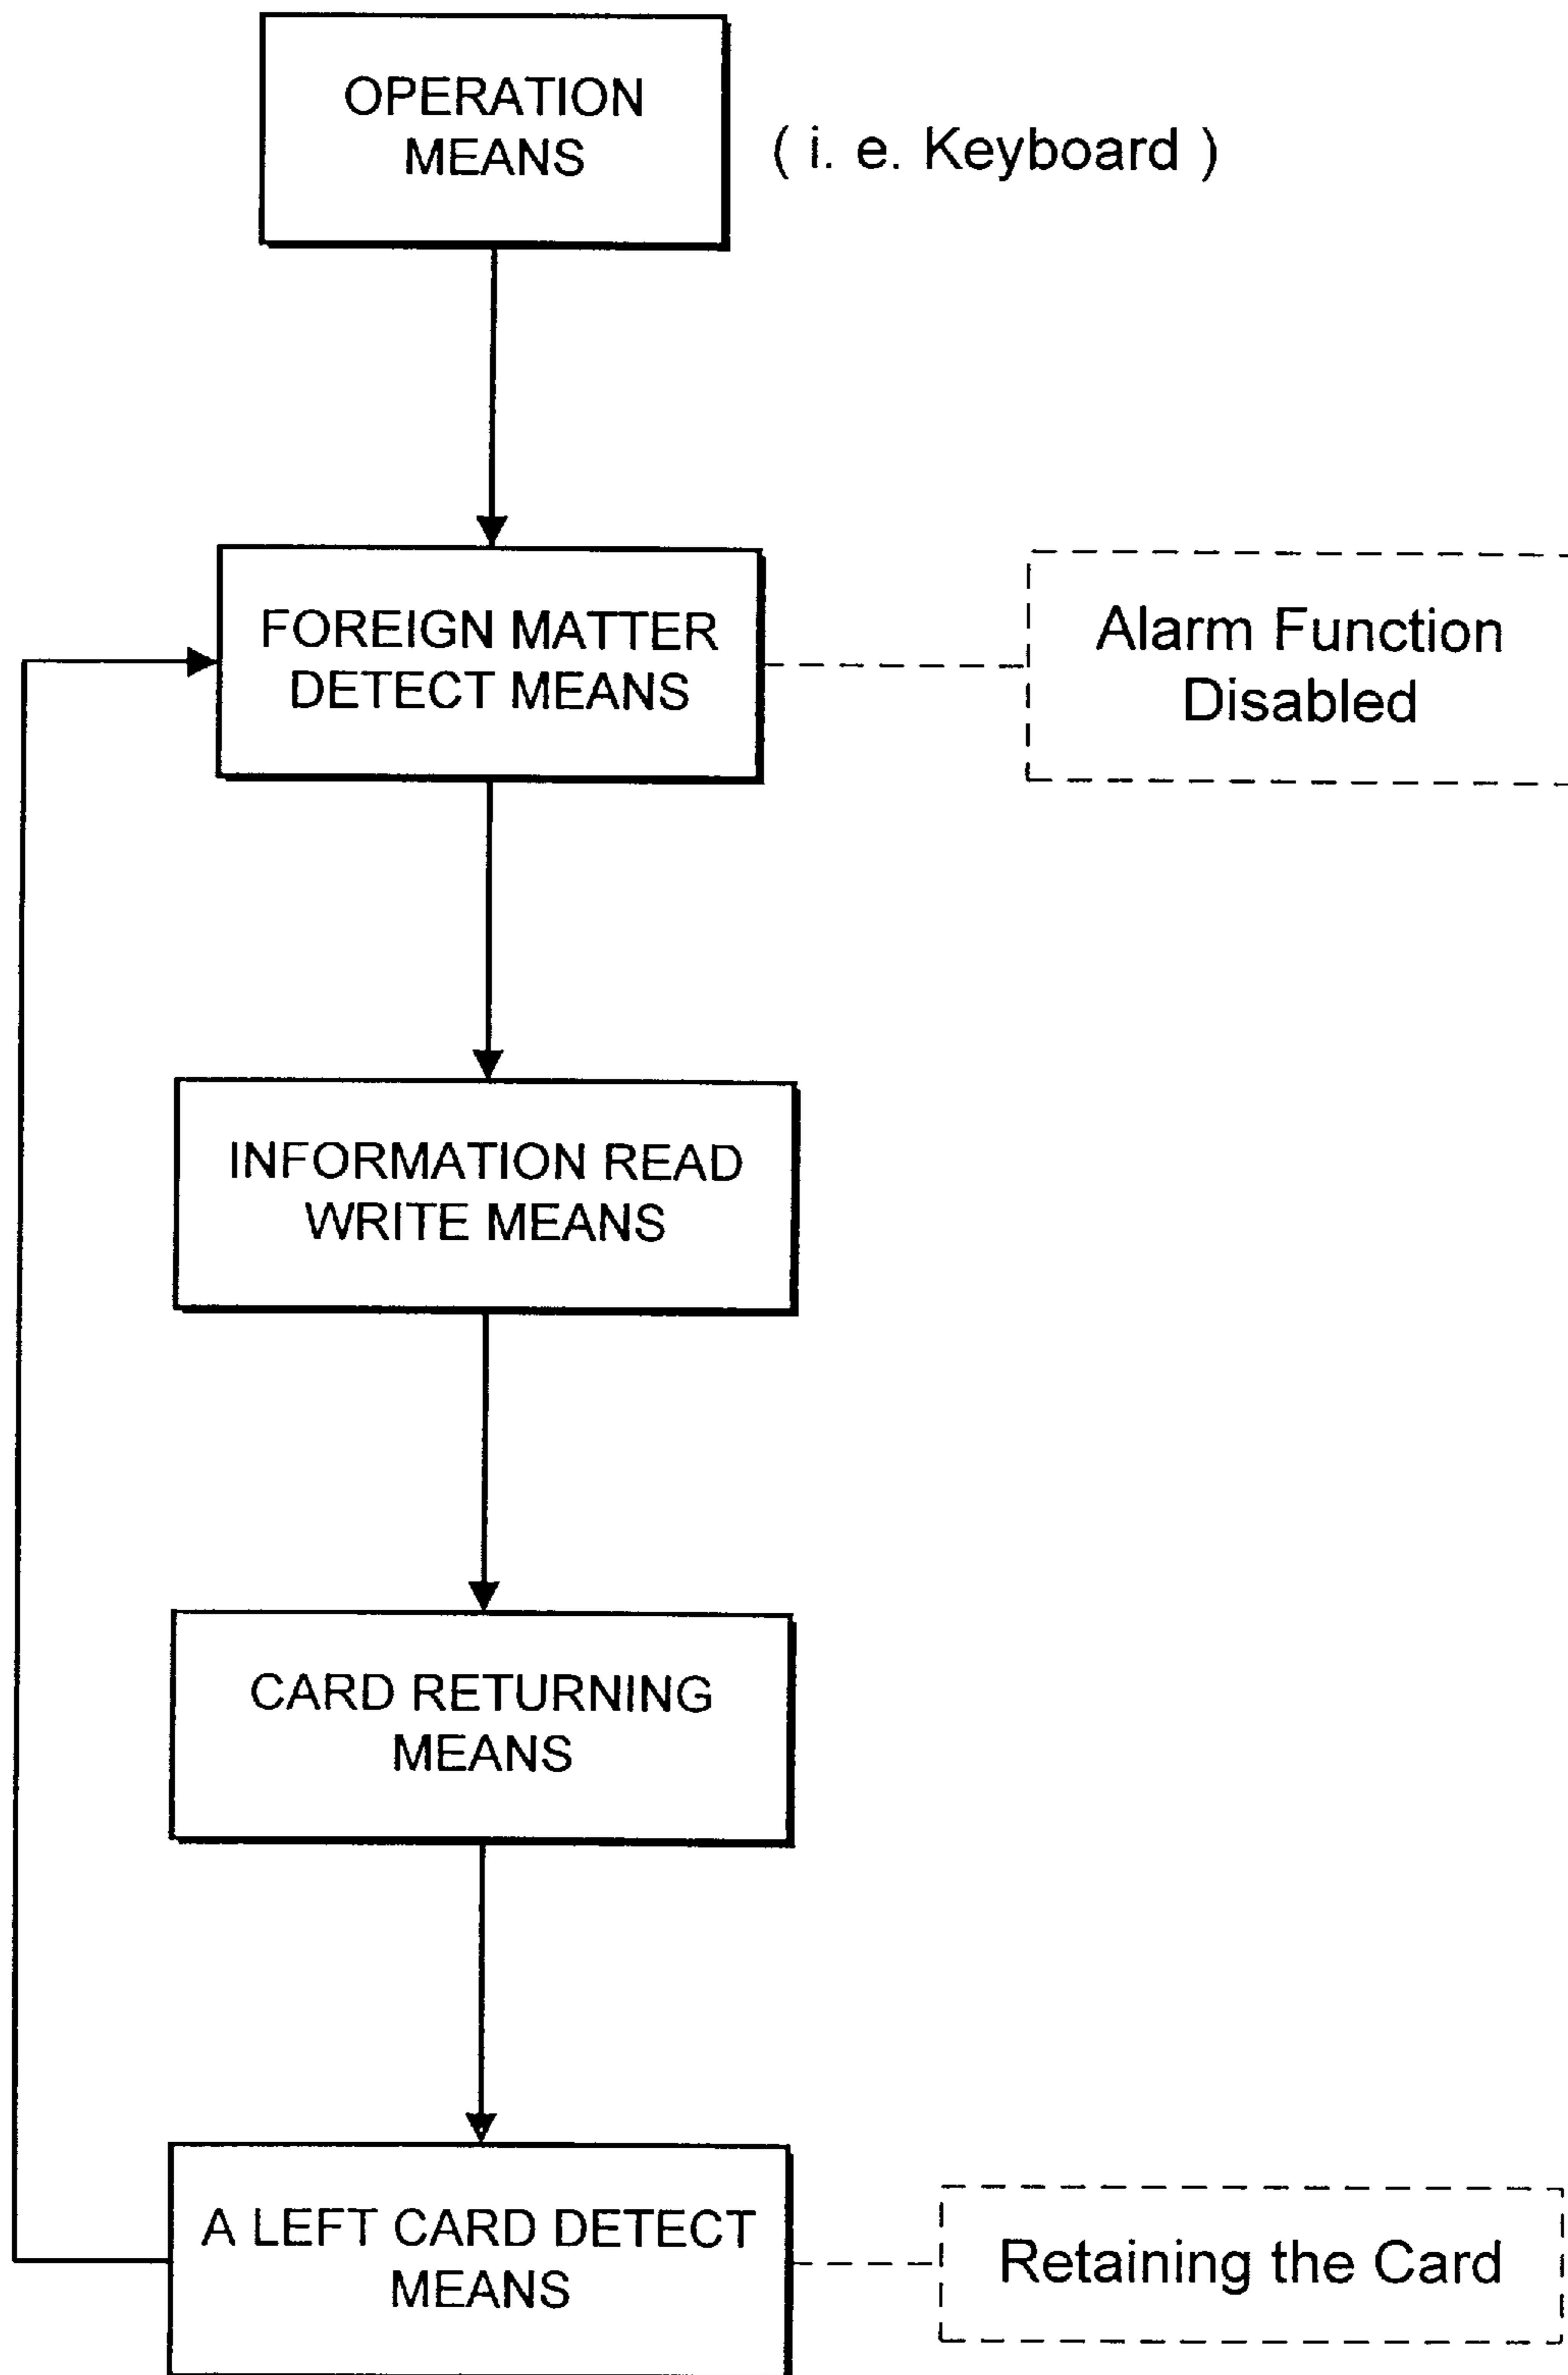 OPERATION
MEANS
( i. e. Keyboard )
FOREIGN MATTER
DETECT MEANS
Alarm Function
Disabled
INFORMATION READ
WRITE MEANS
CARD RETURNING
MEANS
A LEFT CARD DETECT
MEANS
Retaining the Card